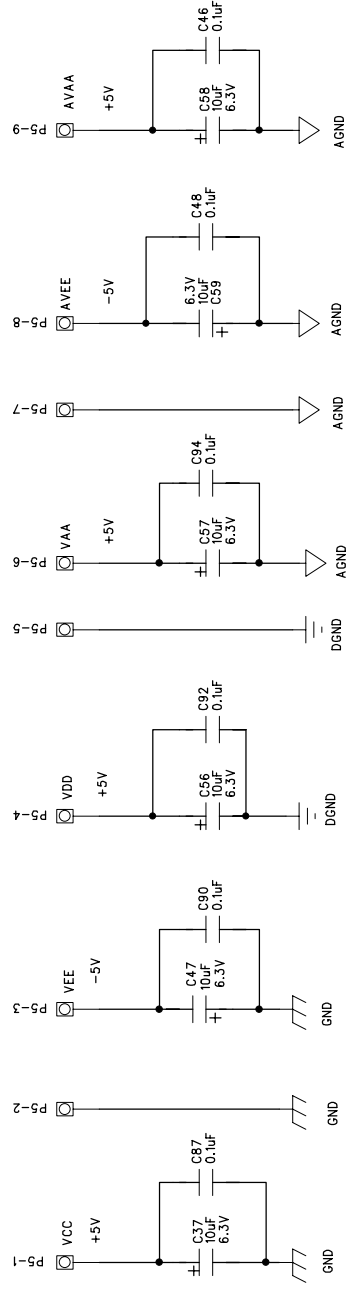 P5-1
VCC
+5V
C37
10uF
6.3V
C87
0.1uF
GND
P5-2
GND
P5-3
VEE
-5V
C47
10uF
6.3V
C90
0.1uF
GND
P5-4
VDD
+5V
C56
10uF
6.3V
C92
0.1uF
DGND
P5-5
DGND
P5-6
VAA
+5V
C57
10uF
6.3V
C94
0.1uF
AGND
P5-7
AGND
P5-8
AVEE
-5V
6.3V
10uF
C59
C48
0.1uF
AGND
P5-9
AVAA
+5V
C58
10uF
6.3V
C46
0.1uF
AGND